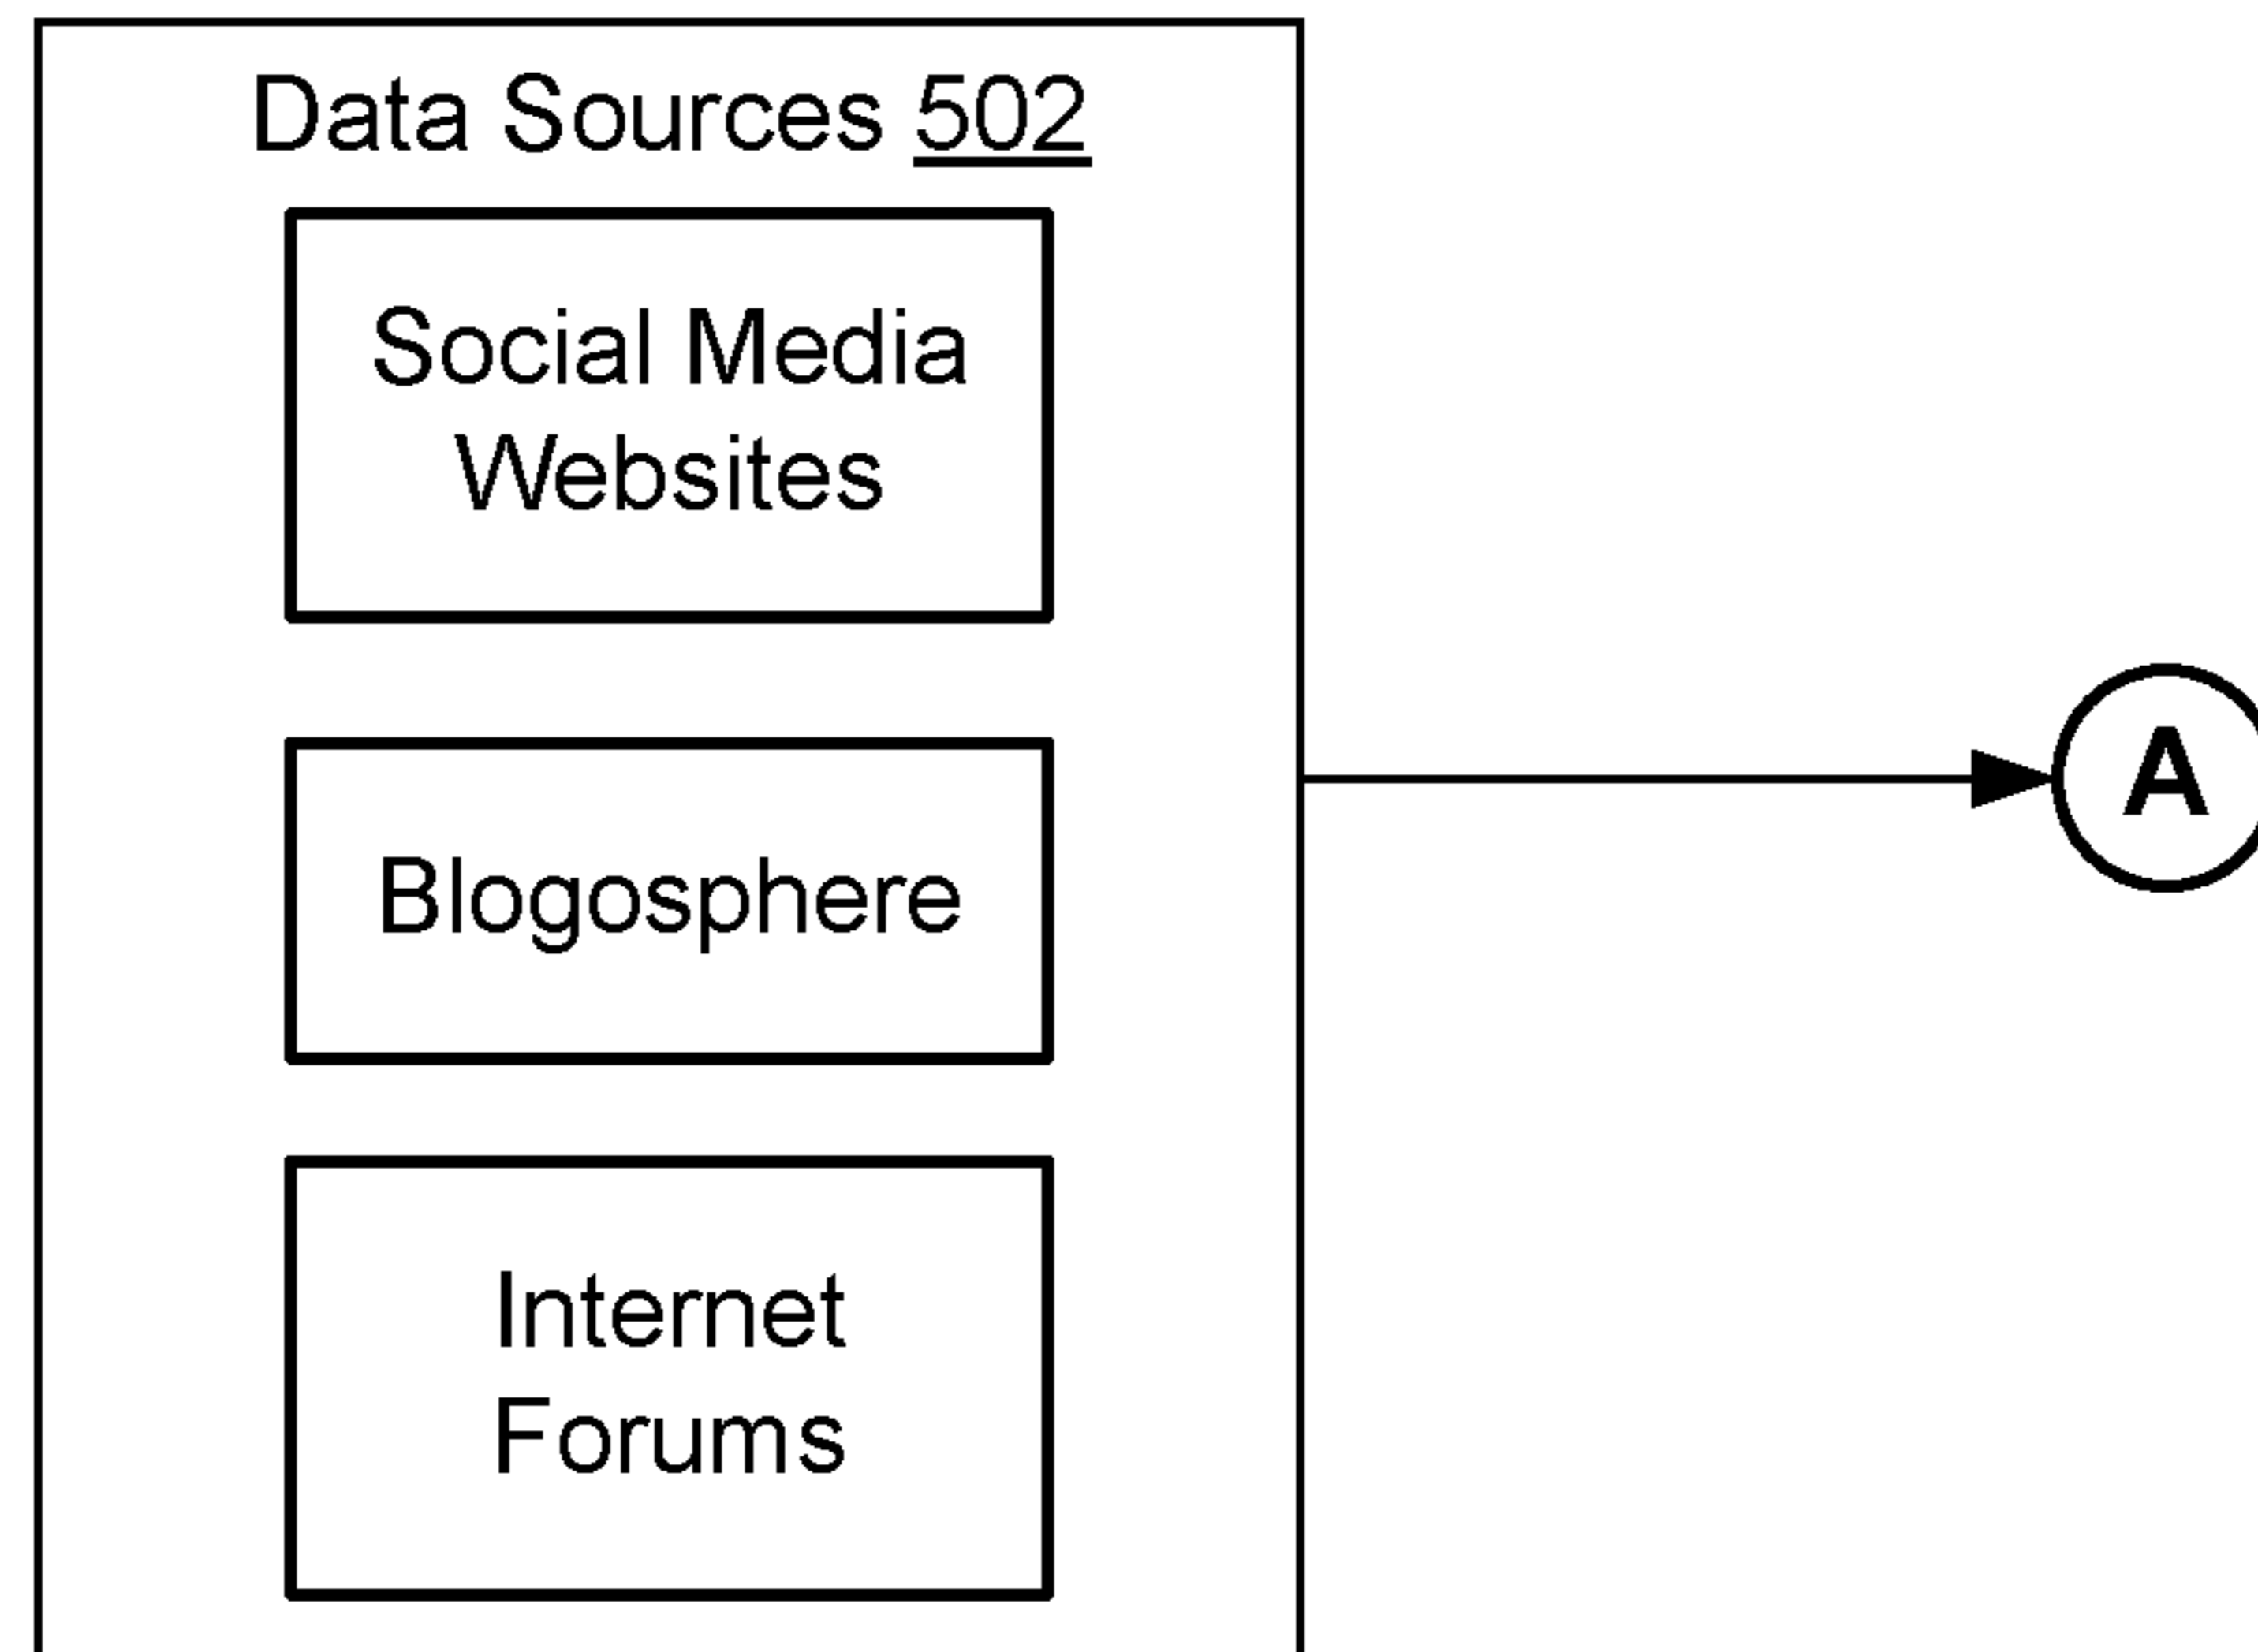 Data Sources 502
Social Media
Websites
Blogosphere
Internet
Forums
A